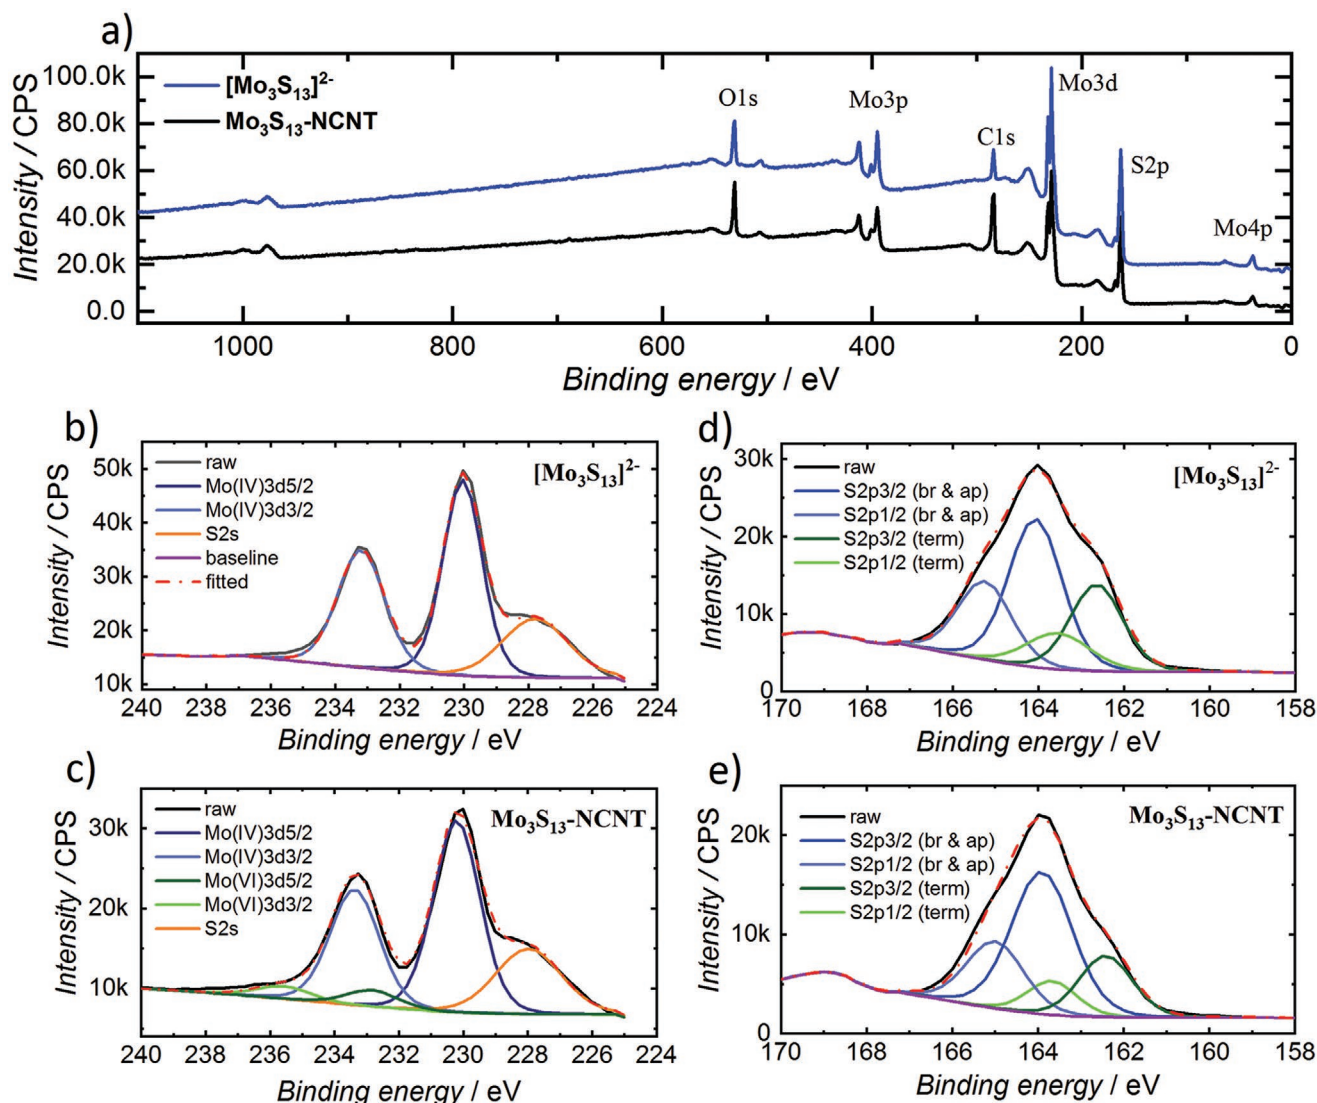 a)
[Mo₃S₁₃]²⁻
Mo₃S₁₃-NCNT
O1s
Mo3p
C1s
Mo3d
S2p
Mo4p
100.0k
80.0k
60.0k
40.0k
20.0k
0.0
Intensity / CPS
1000 800 600 400 200 0
Binding energy / eV
b)
[Mo₃S₁₃]²⁻
raw
Mo(IV)3d5/2
Mo(IV)3d3/2
S2s
baseline
fitted
50k
40k
30k
20k
10k
Intensity / CPS
240 238 236 234 232 230 228 226 224
Binding energy / eV
d)
[Mo₃S₁₃]²⁻
raw
S2p3/2 (br & ap)
S2p1/2 (br & ap)
S2p3/2 (term)
S2p1/2 (term)
30k
20k
10k
0
Intensity / CPS
170 168 166 164 162 160 158
Binding energy / eV
c)
Mo₃S₁₃-NCNT
raw
Mo(IV)3d5/2
Mo(IV)3d3/2
Mo(VI)3d5/2
Mo(VI)3d3/2
S2s
30k
20k
10k
Intensity / CPS
240 238 236 234 232 230 228 226 224
Binding energy / eV
e)
Mo₃S₁₃-NCNT
raw
S2p3/2 (br & ap)
S2p1/2 (br & ap)
S2p3/2 (term)
S2p1/2 (term)
20k
10k
0
Intensity / CPS
170 168 166 164 162 160 158
Binding energy / eV